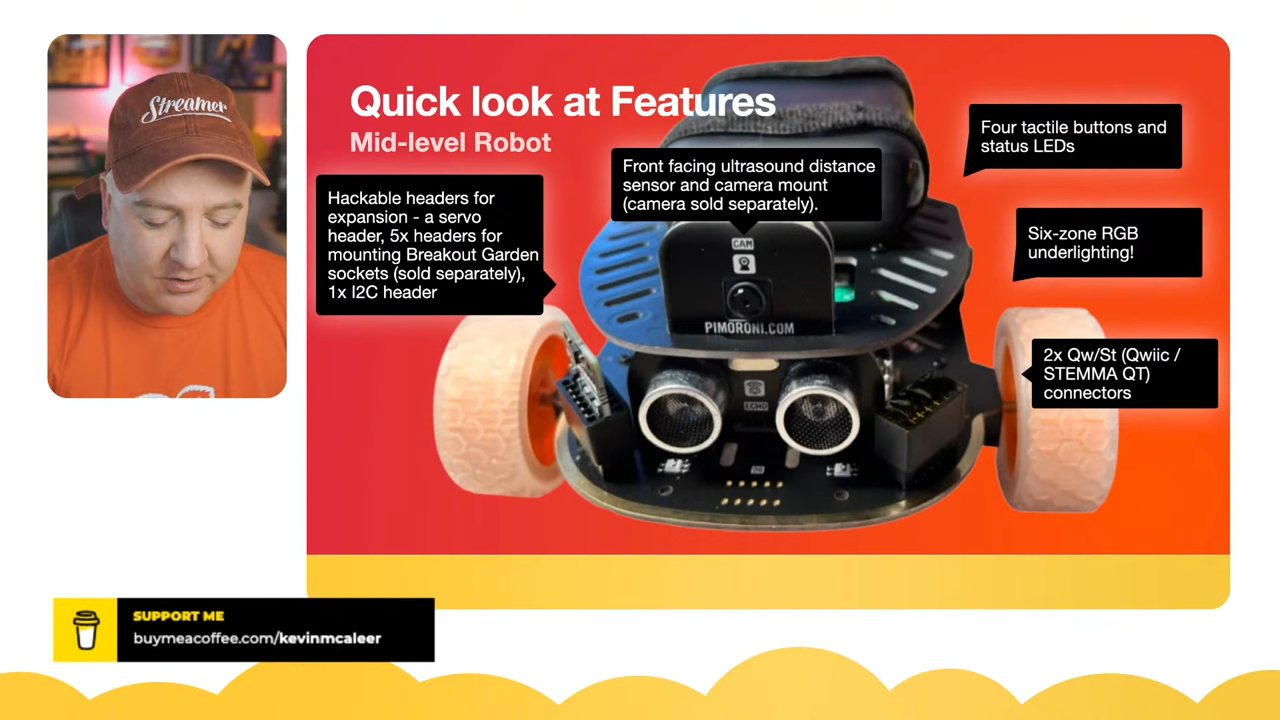 Streamer
Quick look at Features
Mid-level Robot
Hackable headers for
expansion - a servo
header, 5x headers for
mounting Breakout Garden
sockets (sold separately),
1x I2C header
Front facing ultrasound distance
sensor and camera mount
(camera sold separately).
Four tactile buttons and
status LEDs
Six-zone RGB
underlighting!
2x Qw/St (Qwiic /
STEMMA QT)
connectors
CAM
PIMORONI.COM
SUPPORT ME
buymeacoffee.com/kevinmcaleer